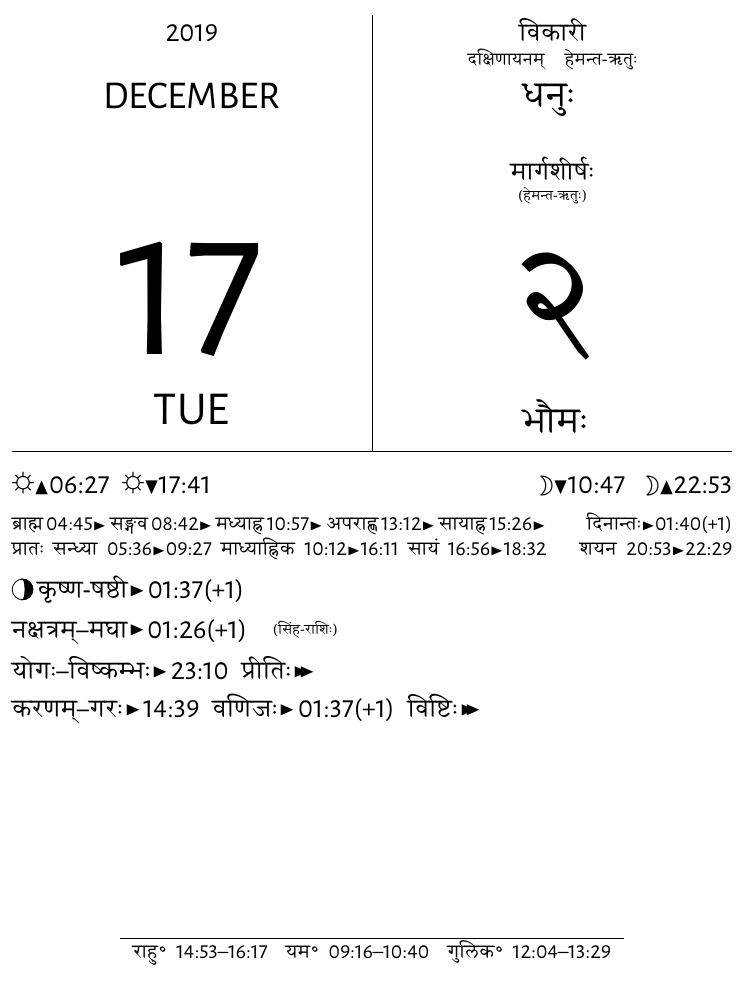 2019
DECEMBER
17
TUE
विकारी
दक्षिणायनम् हेमन्त-ऋतुः
धनुः
मार्गशीर्षः
(हेमन्त-ऋतुः)
२
भौमः
☼▲06:27 ☼▼17:41 ☽▼10:47 ☽▲22:53
ब्राह्म 04:45► सङ्गव 08:42► मध्याह्न 10:57► अपराह्ण 13:12► सायाह्न 15:26► दिनान्तः►01:40(+1)
प्रातः सन्ध्या 05:36►09:27 माध्याह्निक 10:12►16:11 सायं 16:56►18:32 शयन 20:53►22:29
कृष्ण-षष्ठी► 01:37(+1)
नक्षत्रम्–मघा► 01:26(+1) (सिंह-राशिः)
योगः–विष्कम्भः► 23:10 प्रीतिः►►
करणम्–गरः►14:39 वणिजः► 01:37(+1) विष्टिः►►
राहु° 14:53–16:17 यम° 09:16–10:40 गुलिक° 12:04–13:29